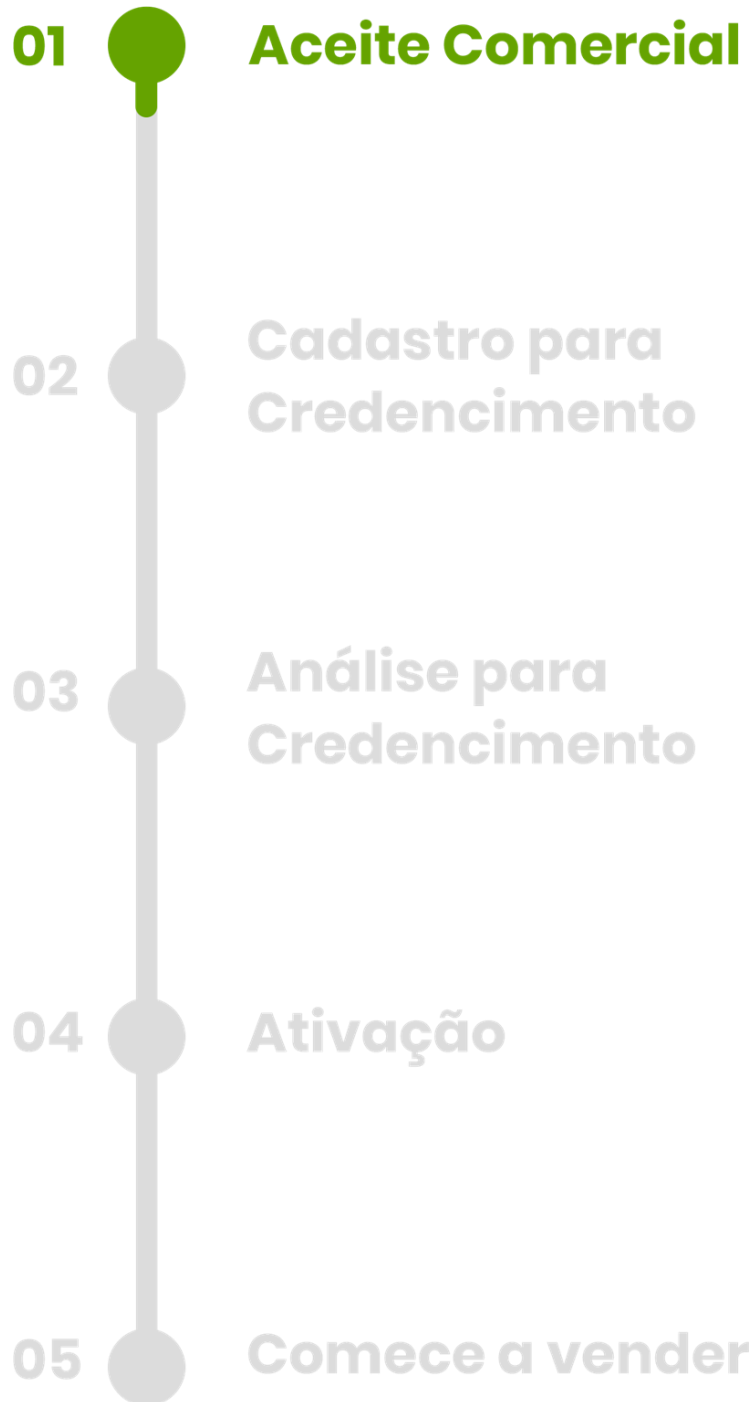 01 Aceite Comercial
02 Cadastro para
Credencimento
03 Análise para
Credencimento
04 Ativação
05 Comece a vender